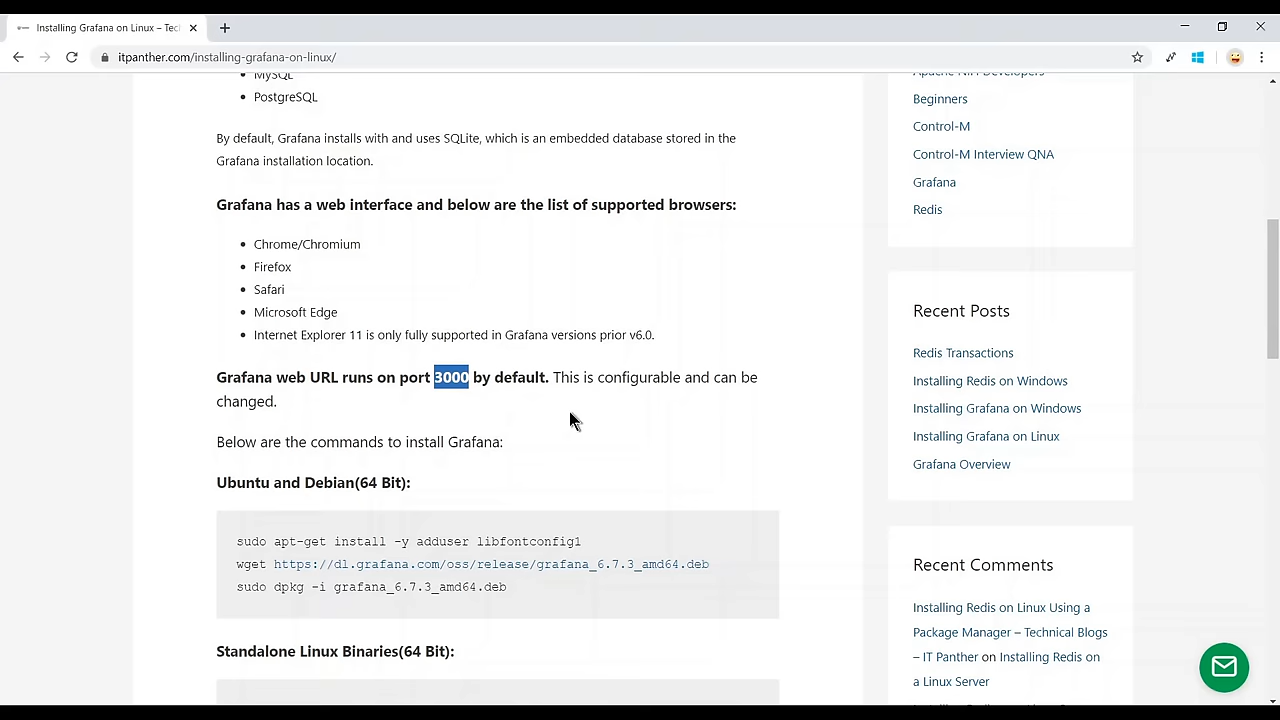 Installing Grafana on Linux – Tec
itpanther.com/installing-grafana-on-linux/
MySQL
PostgreSQL
By default, Grafana installs with and uses SQLite, which is an embedded database stored in the
Grafana installation location.
Grafana has a web interface and below are the list of supported browsers:
Chrome/Chromium
Firefox
Safari
Microsoft Edge
Internet Explorer 11 is only fully supported in Grafana versions prior v6.0.
Grafana web URL runs on port 3000 by default. This is configurable and can be
changed.
Below are the commands to install Grafana:
Ubuntu and Debian(64 Bit):
sudo apt-get install -y adduser libfontconfig1
wget https://dl.grafana.com/oss/release/grafana_6.7.3_amd64.deb
sudo dpkg -i grafana_6.7.3_amd64.deb
Standalone Linux Binaries(64 Bit):
Apache NiFi Developers
Beginners
Control-M
Control-M Interview QNA
Grafana
Redis
Recent Posts
Redis Transactions
Installing Redis on Windows
Installing Grafana on Windows
Installing Grafana on Linux
Grafana Overview
Recent Comments
Installing Redis on Linux Using a
Package Manager – Technical Blogs
– IT Panther on Installing Redis on
a Linux Server